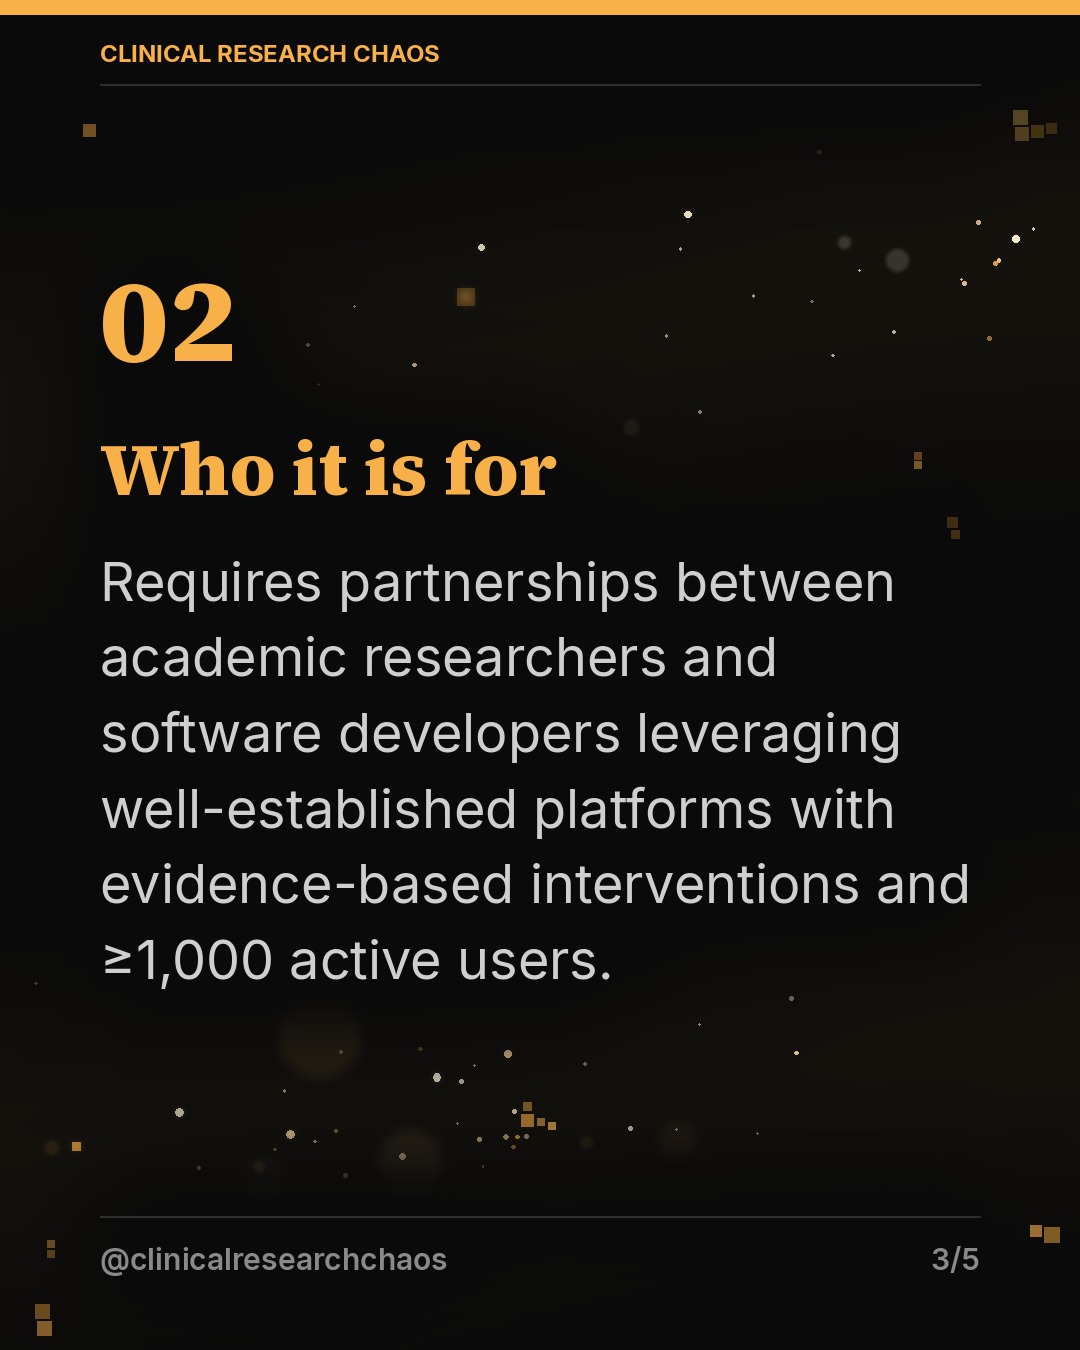 CLINICAL RESEARCH CHAOS
02
Who it is for
Requires partnerships between
academic researchers and
software developers leveraging
well-established platforms with
evidence-based interventions and
≥1,000 active users.
@clinicalresearchchaos
3/5